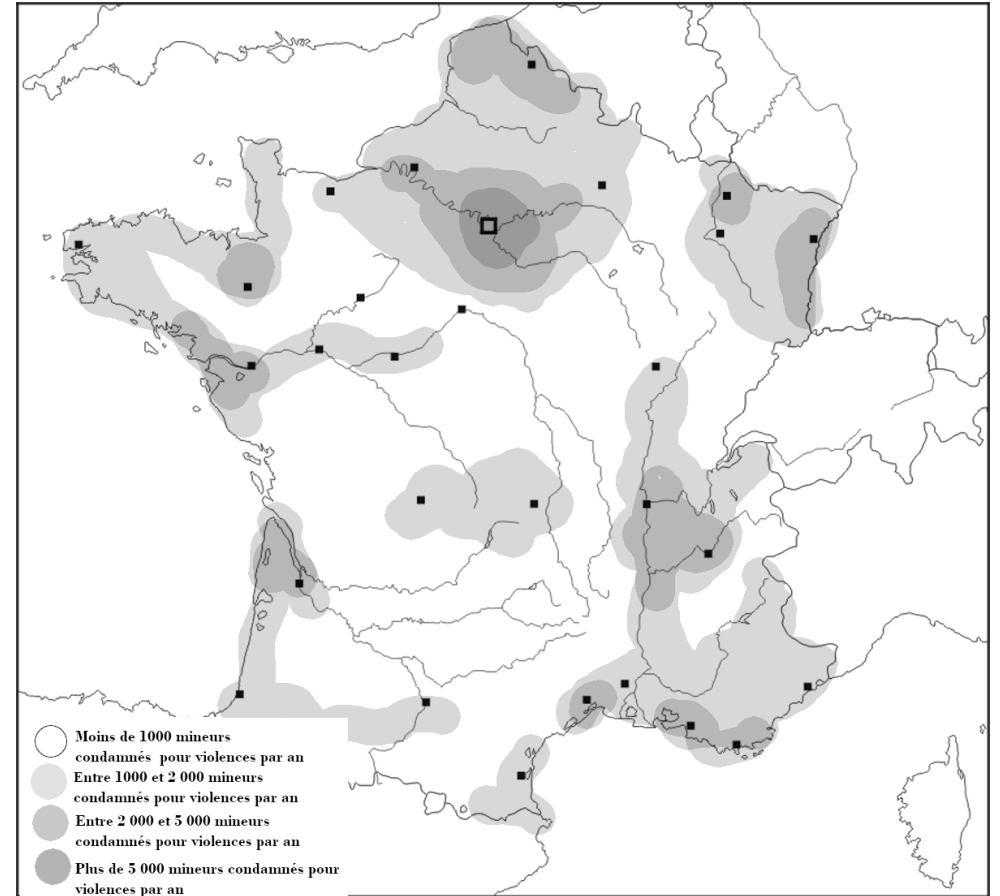 Moins de 1000 mineurs
condamnés pour violences par an
Entre 1000 et 2 000 mineurs
condamnés pour violences par an
Entre 2 000 et 5 000 mineurs
condamnés pour violences par an
Plus de 5 000 mineurs condamnés pour
violences par an